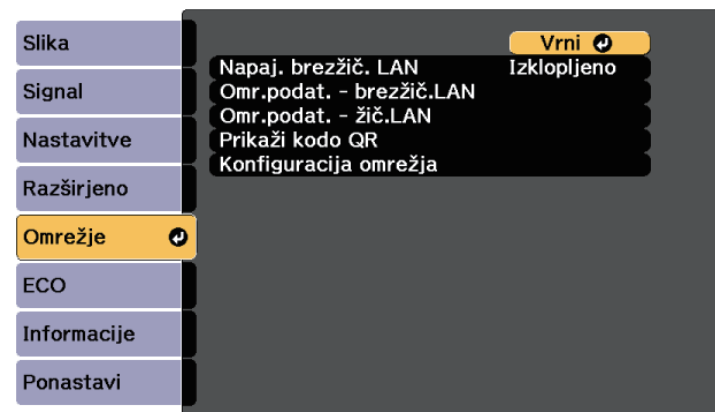 Slika
Signal
Nastavitve
Razširjeno
Omrežje
ECO
Informacije
Ponastavi
Vrni
Napaj. brezžič. LAN Izklopljeno
Omr.podat. - brezžič.LAN
Omr.podat. - žič.LAN
Prikaži kodo QR
Konfiguracija omrežja